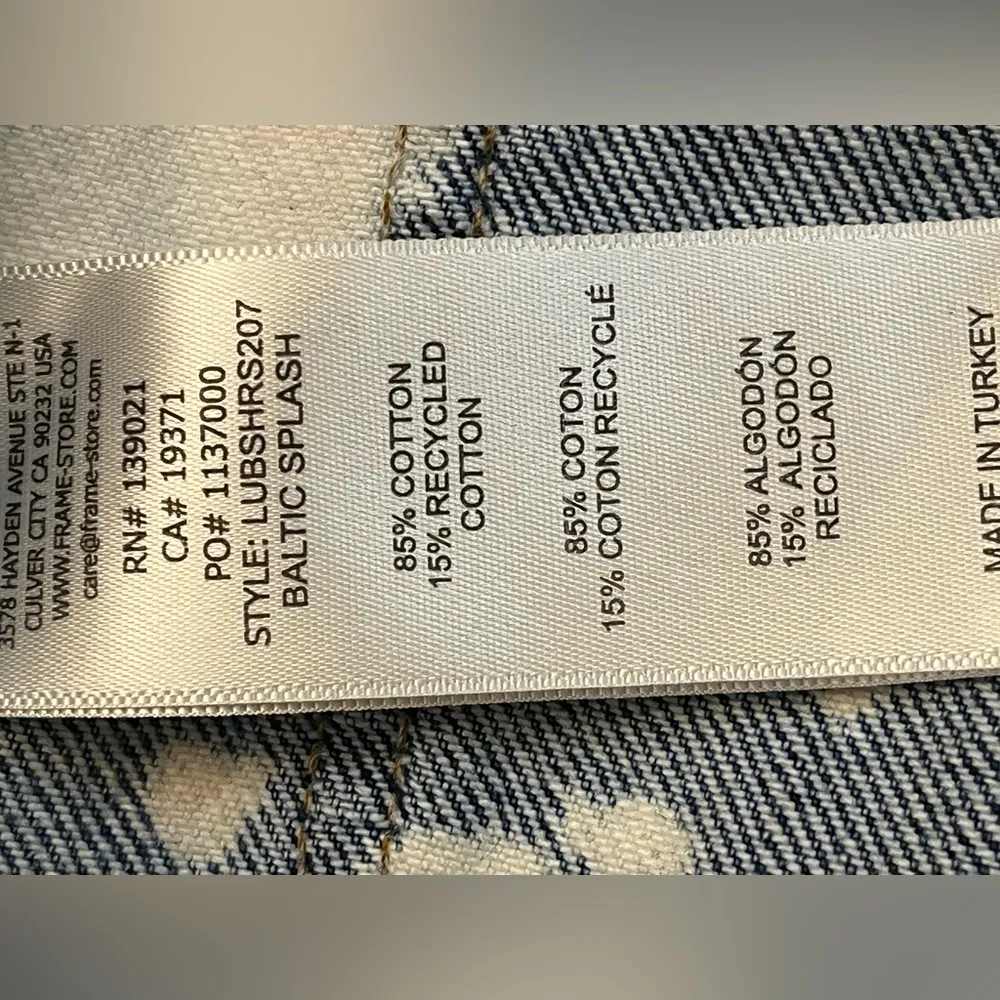 3578 HAYDEN AVENUE STE N-1
CULVER CITY CA 90232 USA
WWW.FRAME-STORE.COM
care@frame-store.com
RN# 139021
CA# 19371
PO# 1137000
STYLE: LUBSHRS207
BALTIC SPLASH
85% COTTON
15% RECYCLED
COTTON
85% COTON
15% COTON RECYCLÉ
85% ALGODÓN
15% ALGODÓN
RECICLADO
MADE IN TURKEY